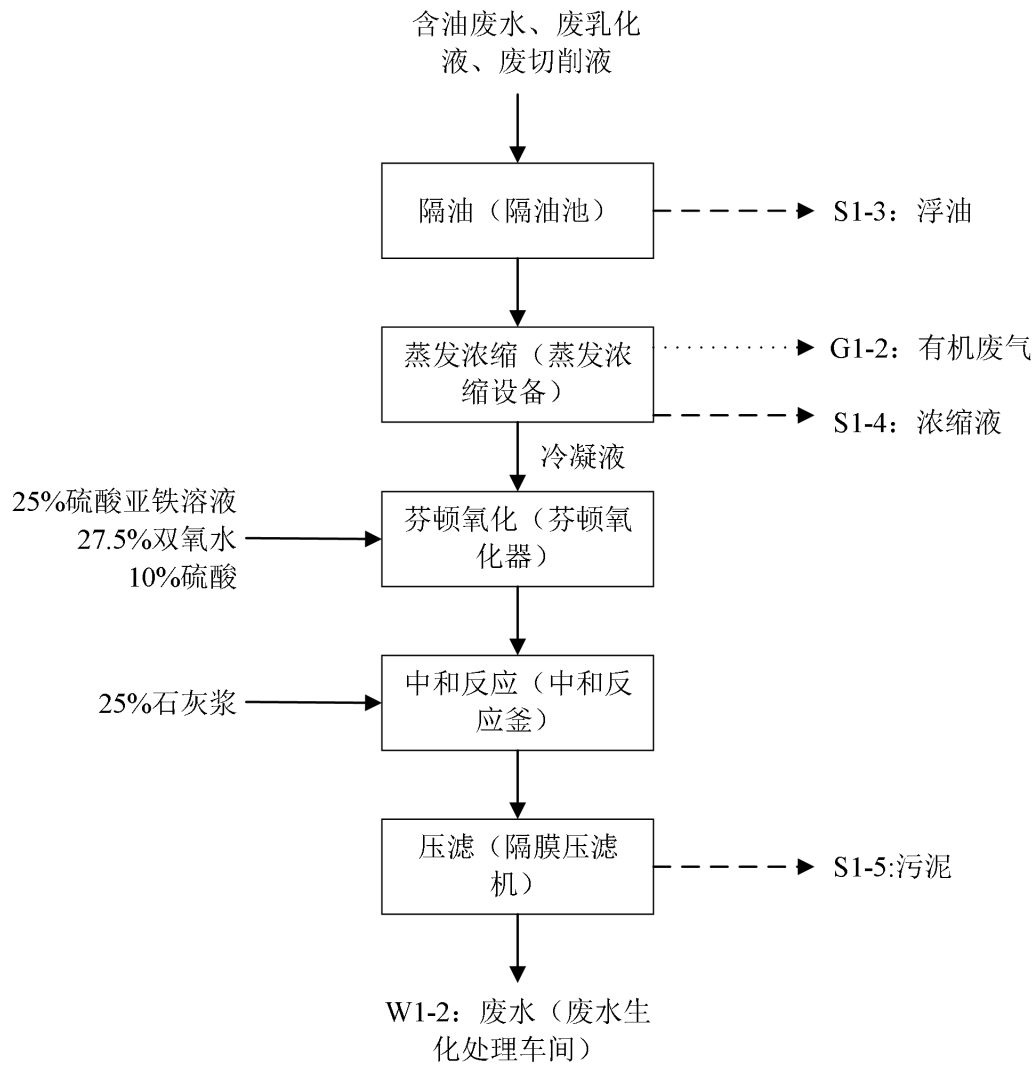 含油废水、废乳化
液、废切削液
隔油（隔油池）
S1-3：浮油
蒸发浓缩（蒸发浓
缩设备）
G1-2：有机废气
S1-4：浓缩液
冷凝液
25%硫酸亚铁溶液
27.5%双氧水
10%硫酸
芬顿氧化（芬顿氧
化器）
25%石灰浆
中和反应（中和反
应釜）
压滤（隔膜压滤
机）
S1-5:污泥
W1-2：废水（废水生
化处理车间）